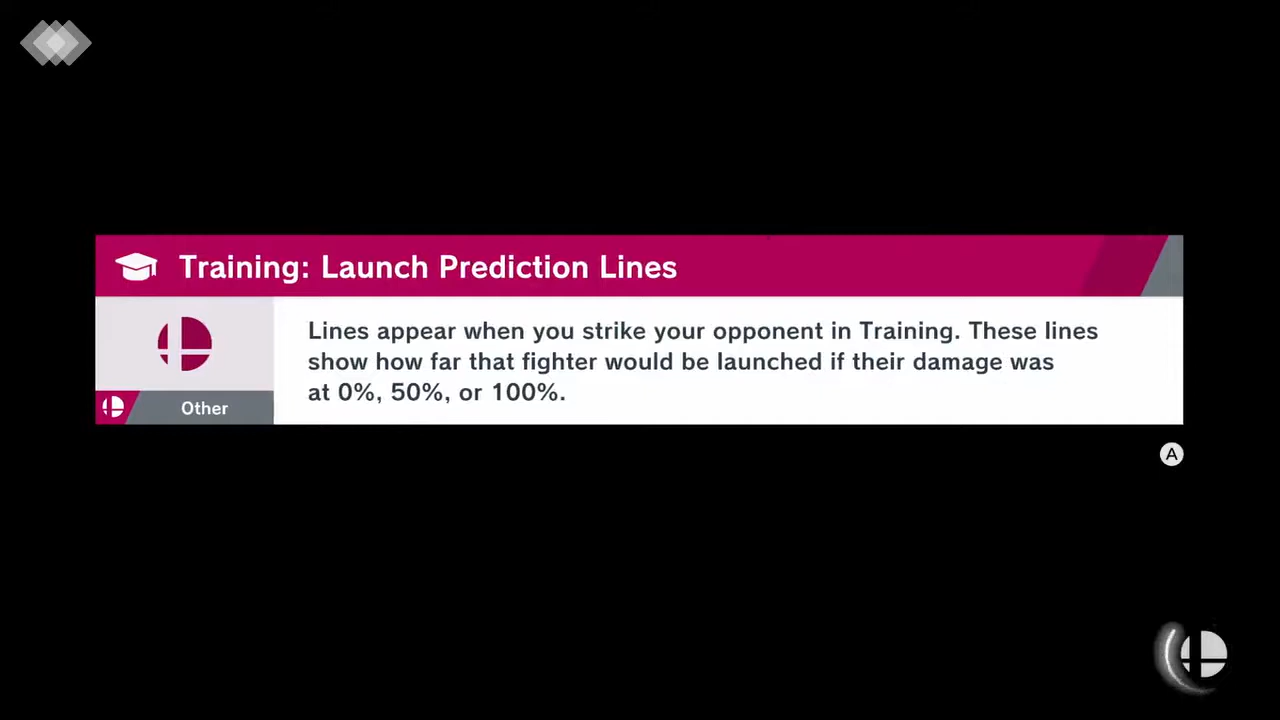 Training: Launch Prediction Lines
Lines appear when you strike your opponent in Training. These lines
show how far that fighter would be launched if their damage was
at 0%, 50%, or 100%.
Other
A